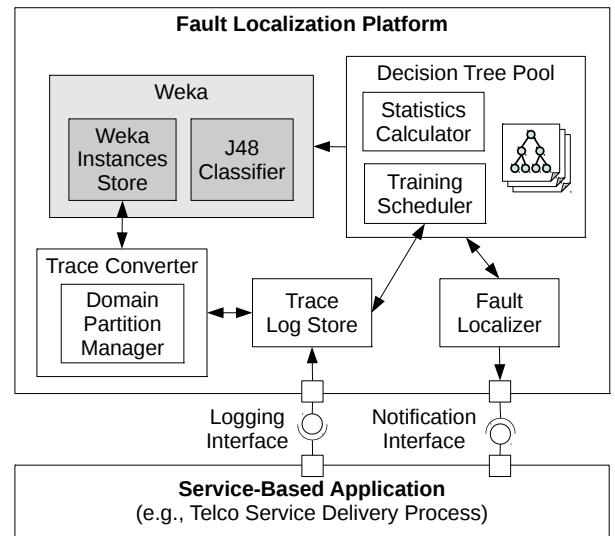 Fault Localization Platform
Weka
Weka
Instances
Store
J48
Classifier
Decision Tree Pool
Statistics
Calculator
Training
Scheduler
Trace Converter
Domain
Partition
Manager
Trace
Log Store
Fault
Localizer
Logging
Interface
Notification
Interface
Service-Based Application
(e.g., Telco Service Delivery Process)